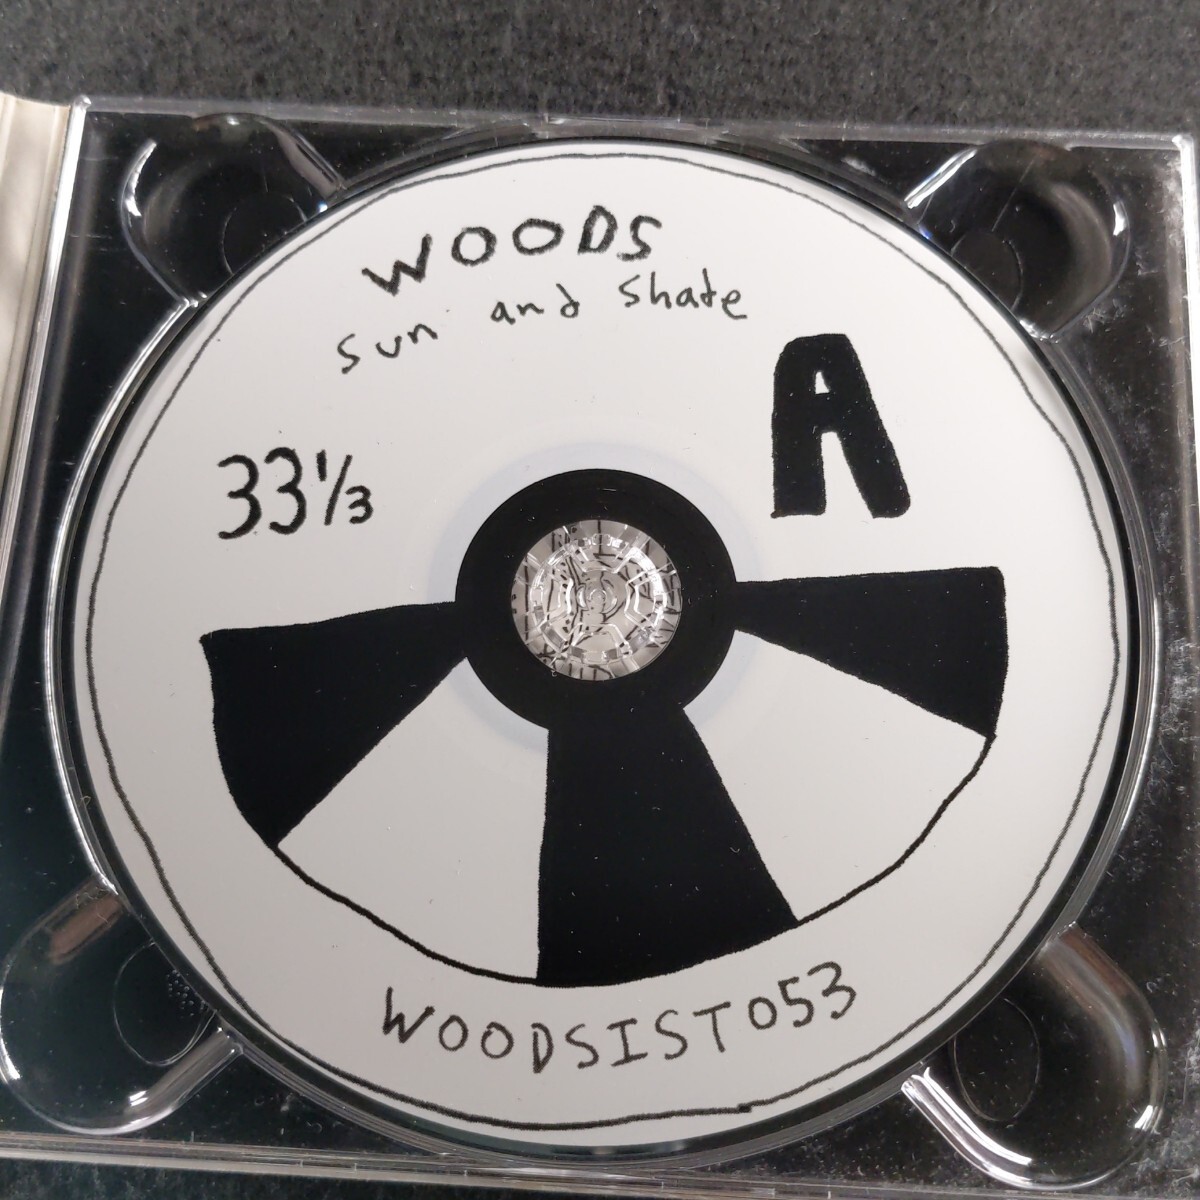 WOODS
sun and shade
A
33⅓
WOODSIST053